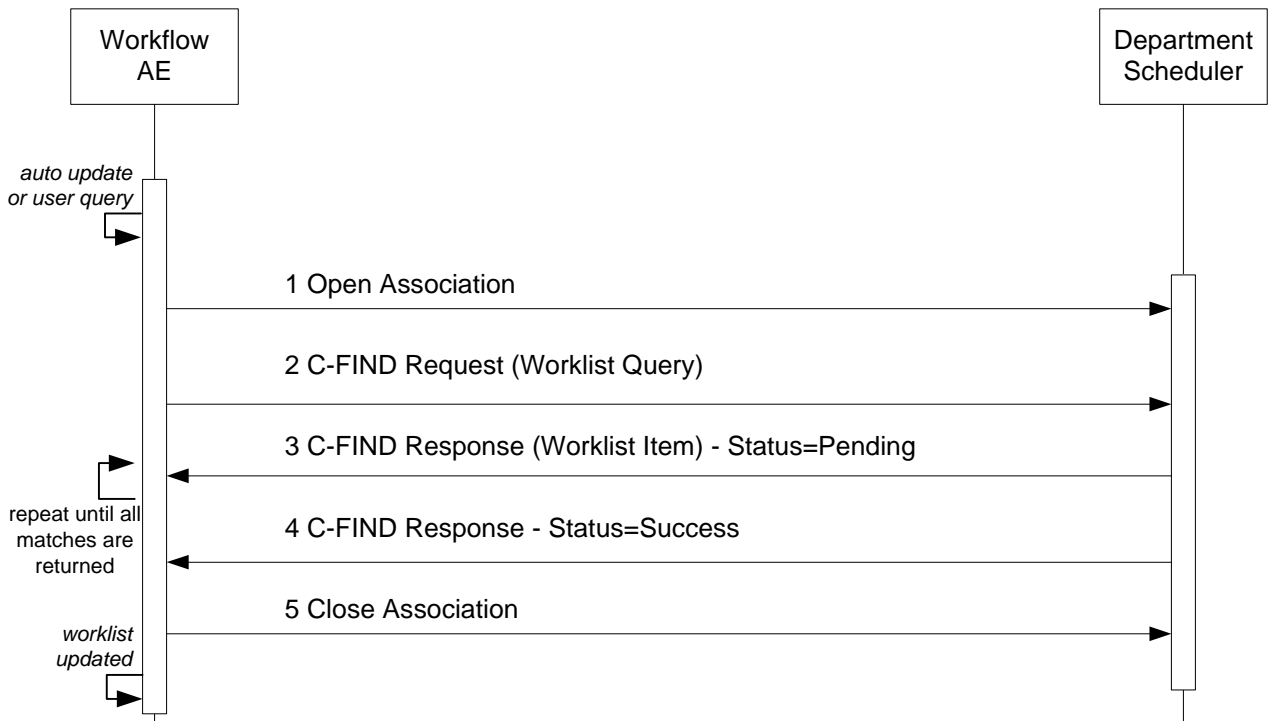 Workflow
AE
Department
Scheduler
auto update
or user query
1 Open Association
2 C-FIND Request (Worklist Query)
3 C-FIND Response (Worklist Item) - Status=Pending
repeat until all
matches are
returned
4 C-FIND Response - Status=Success
5 Close Association
worklist
updated